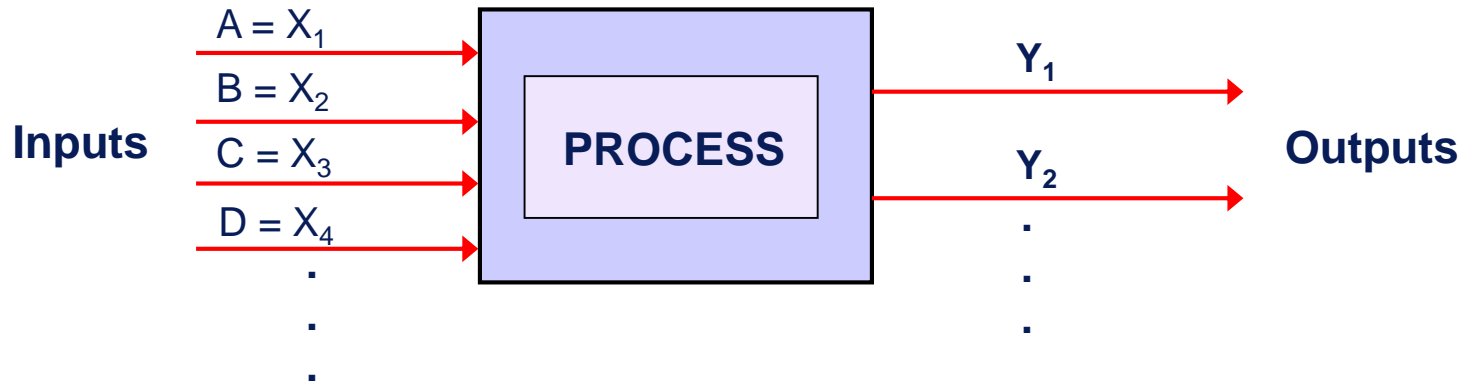 Inputs
A = X₁
B = X₂
C = X₃
D = X₄
.
.
.
PROCESS
Y₁
Y₂
.
.
.
Outputs